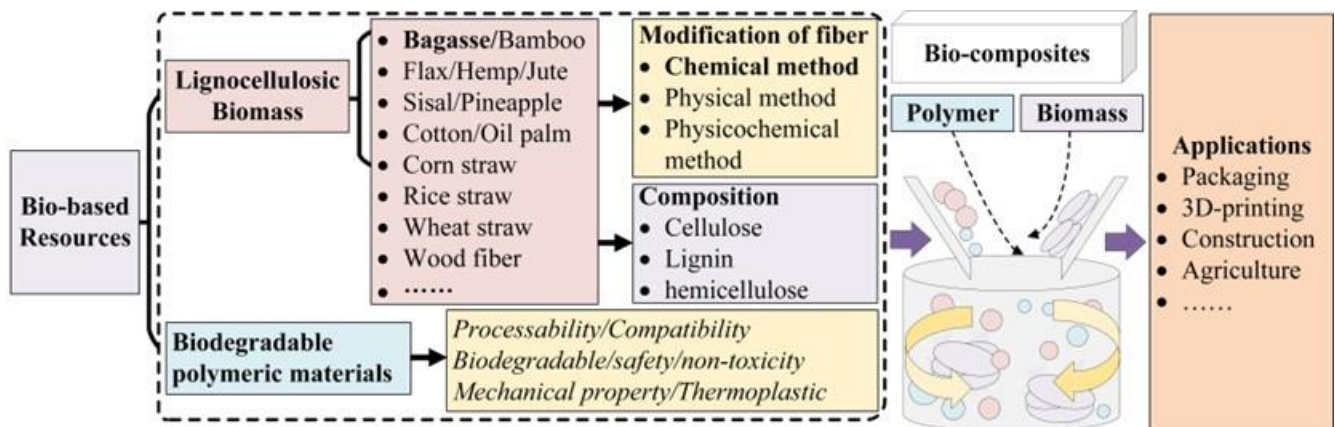 Bio-based
Resources
Lignocellulosic
Biomass
• Bagasse/Bamboo
• Flax/Hemp/Jute
• Sisal/Pineapple
• Cotton/Oil palm
• Corn straw
• Rice straw
• Wheat straw
• Wood fiber
• ……
Modification of fiber
• Chemical method
• Physical method
• Physicochemical
method
Composition
• Cellulose
• Lignin
• hemicellulose
Biodegradable
polymeric materials
Processability/Compatibility
Biodegradable/safety/non-toxicity
Mechanical property/Thermoplastic
Bio-composites
Polymer
Biomass
Applications
• Packaging
• 3D-printing
• Construction
• Agriculture
• ……